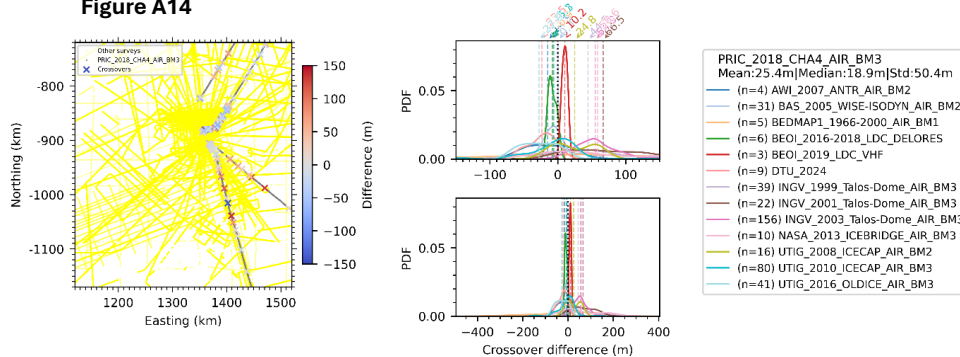 Figure A14
Other surveys
PRIC_2018_CHA4_AIR_BM3
Crossovers
-800
-900
-1000
-1100
Northing (km)
1200
1300
1400
1500
Easting (km)
150
100
50
0
−50
−100
−150
Difference (m)
10.2
24.8
0.05
0.00
PDF
−100
0
100
0.05
0.00
PDF
−400
−200
0
200
400
Crossover difference (m)
PRIC_2018_CHA4_AIR_BM3
Mean:25.4m|Median:18.9m|Std:50.4m
(n=4) AWI_2007_ANTR_AIR_BM2
(n=31) BAS_2005_WISE-ISODYN_AIR_BM2
(n=5) BEDMAP1_1966-2000_AIR_BM1
(n=6) BEOI_2016-2018_LDC_DELORES
(n=3) BEOI_2019_LDC_VHF
(n=9) DTU_2024
(n=39) INGV_1999_Talos-Dome_AIR_BM3
(n=22) INGV_2001_Talos-Dome_AIR_BM3
(n=156) INGV_2003_Talos-Dome_AIR_BM3
(n=10) NASA_2013_ICEBRIDGE_AIR_BM3
(n=16) UTIG_2008_ICECAP_AIR_BM2
(n=80) UTIG_2010_ICECAP_AIR_BM3
(n=41) UTIG_2016_OLDICE_AIR_BM3